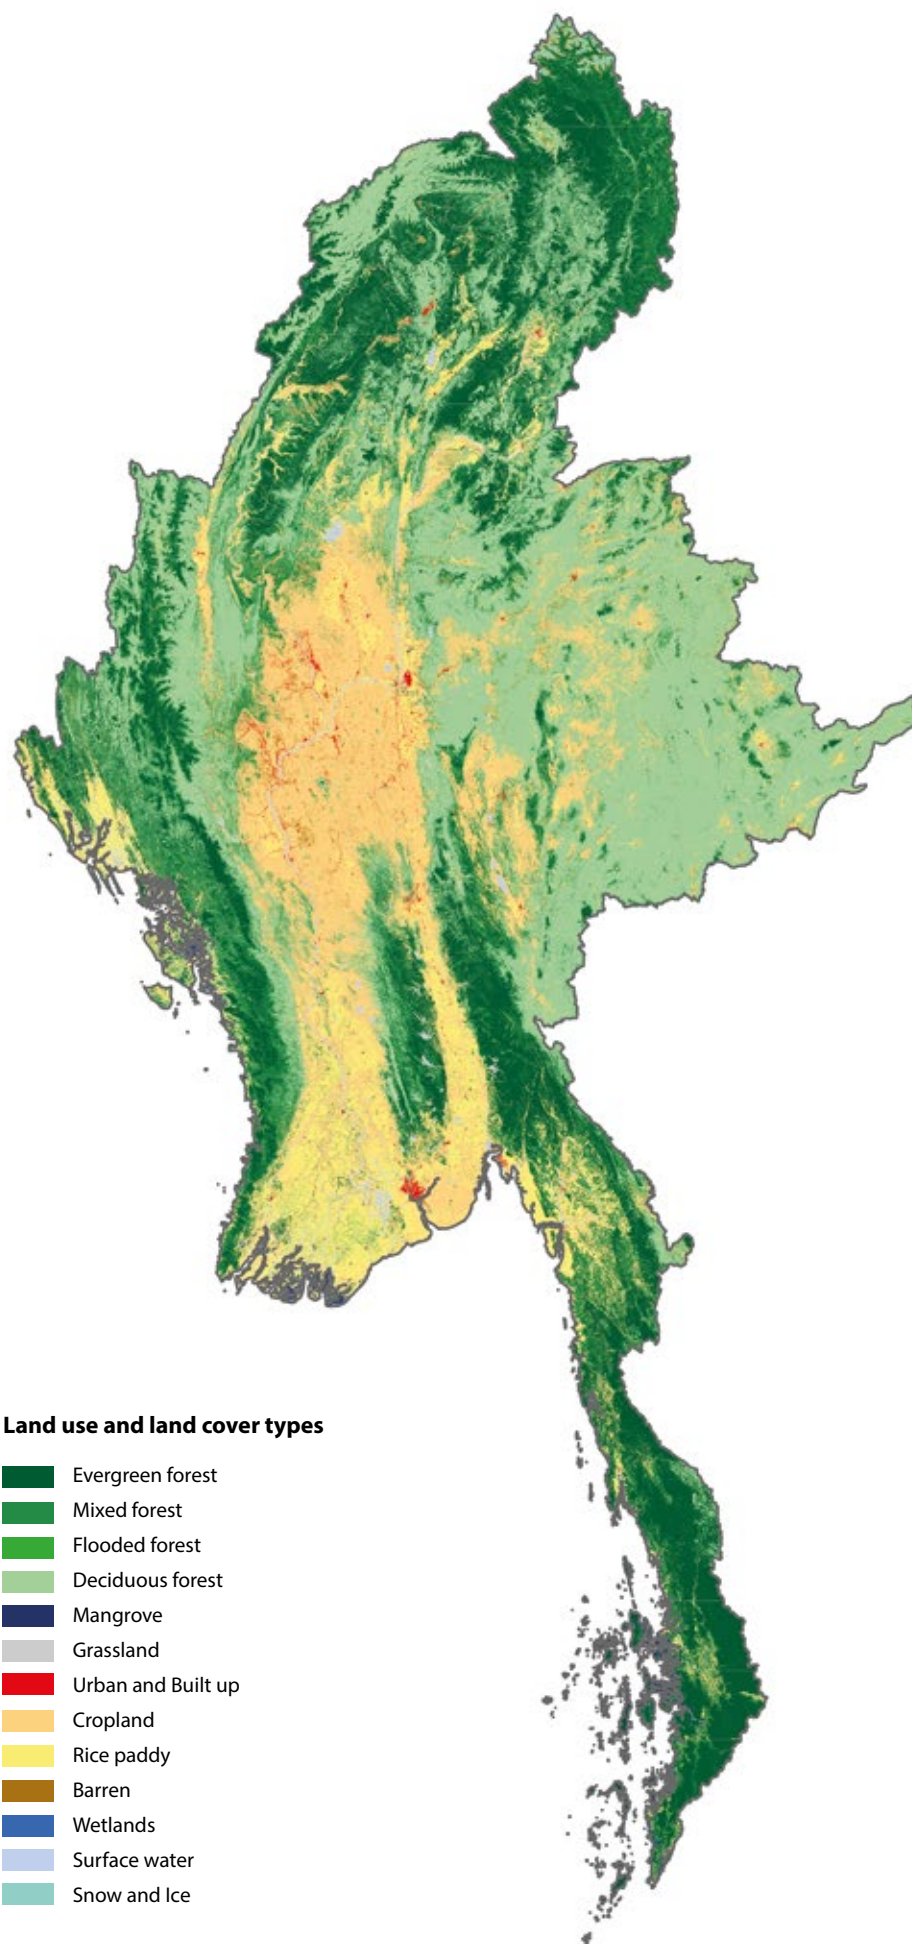 Land use and land cover types
Evergreen forest
Mixed forest
Flooded forest
Deciduous forest
Mangrove
Grassland
Urban and Built up
Cropland
Rice paddy
Barren
Wetlands
Surface water
Snow and Ice